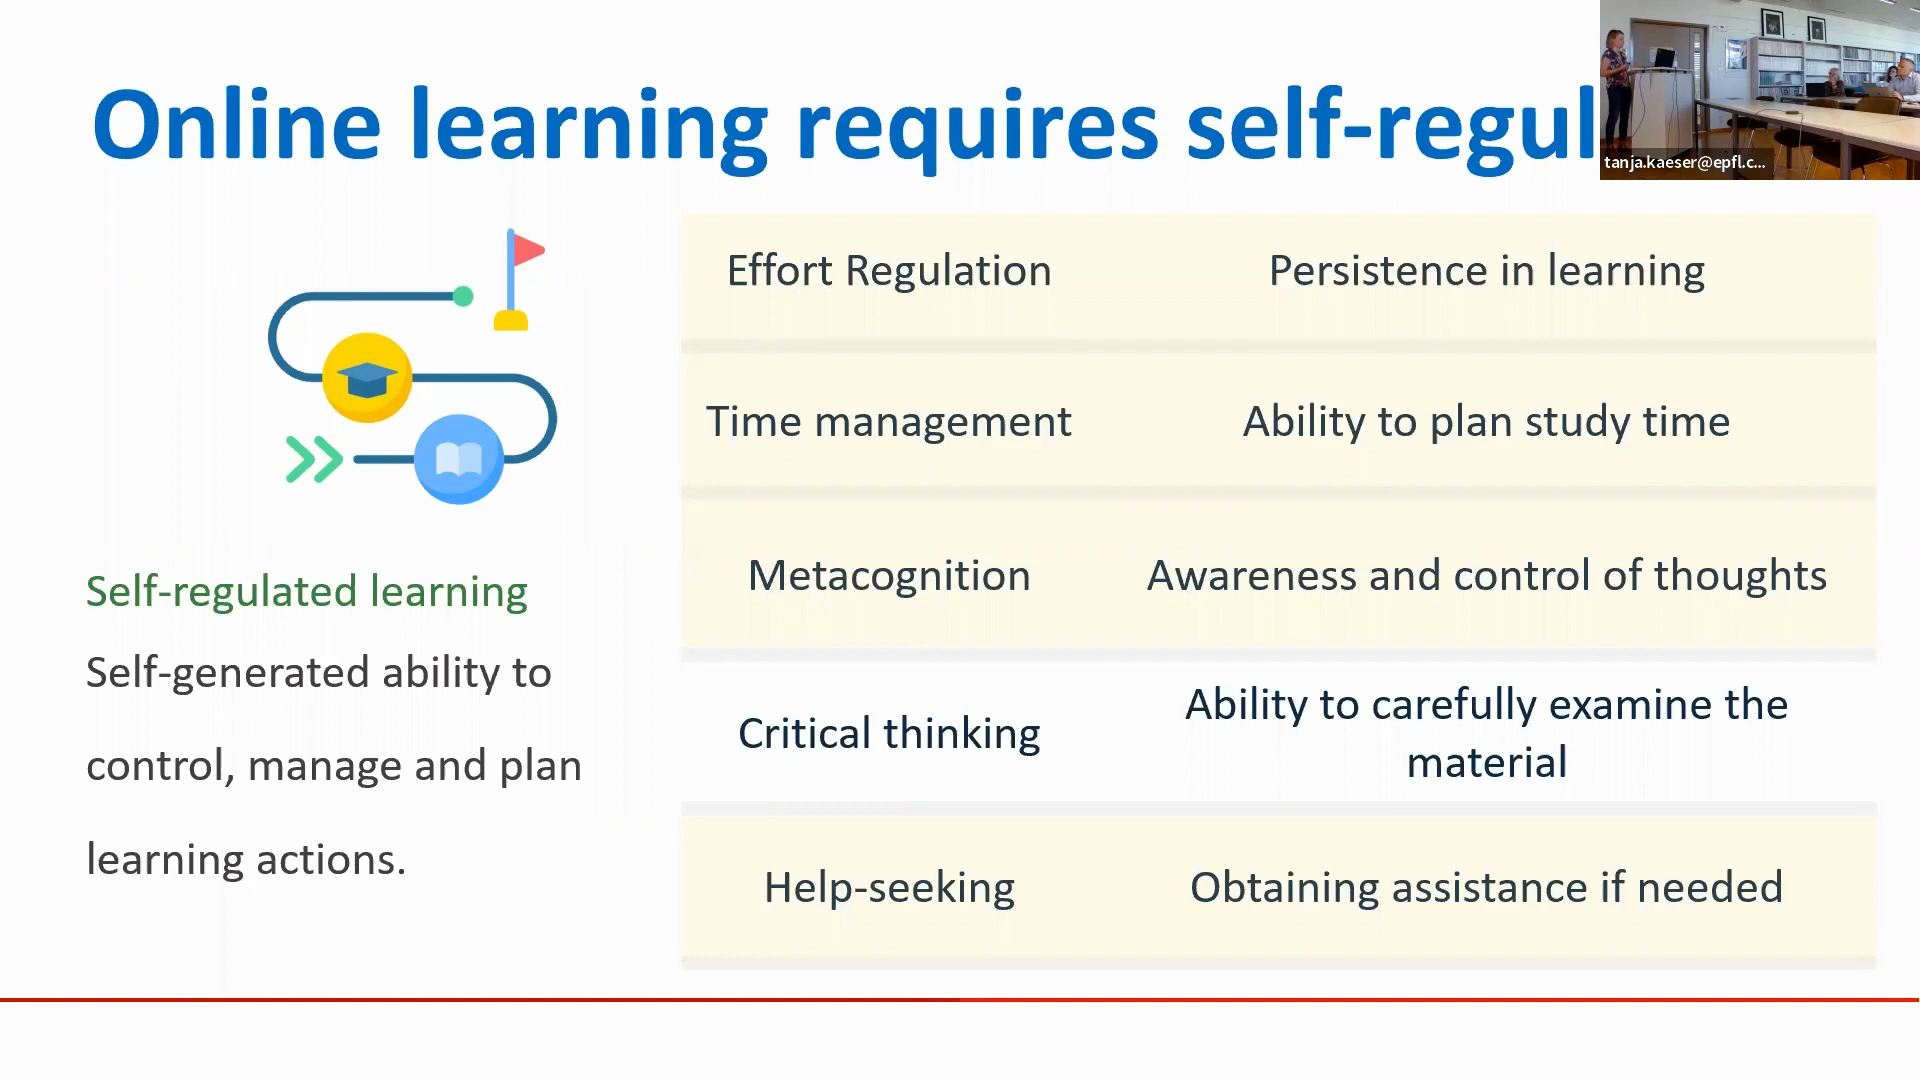 Online learning requires self-regul
tanja.kaeser@epfl.c...
Effort Regulation
Persistence in learning
Time management
Ability to plan study time
Metacognition
Awareness and control of thoughts
Critical thinking
Ability to carefully examine the
material
Help-seeking
Obtaining assistance if needed
Self-regulated learning
Self-generated ability to
control, manage and plan
learning actions.